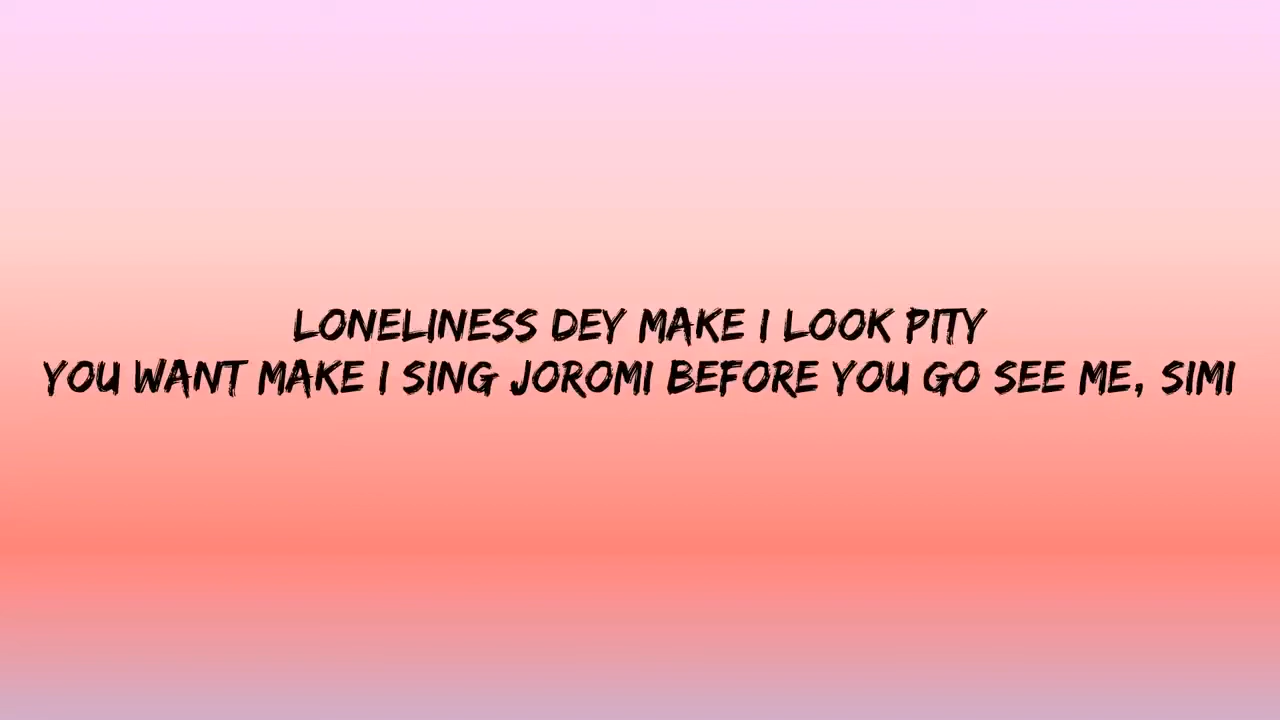 LONELINESS DEY MAKE I LOOK PITY
YOU WANT MAKE I SING JOROMI BEFORE YOU GO SEE ME, SIMI